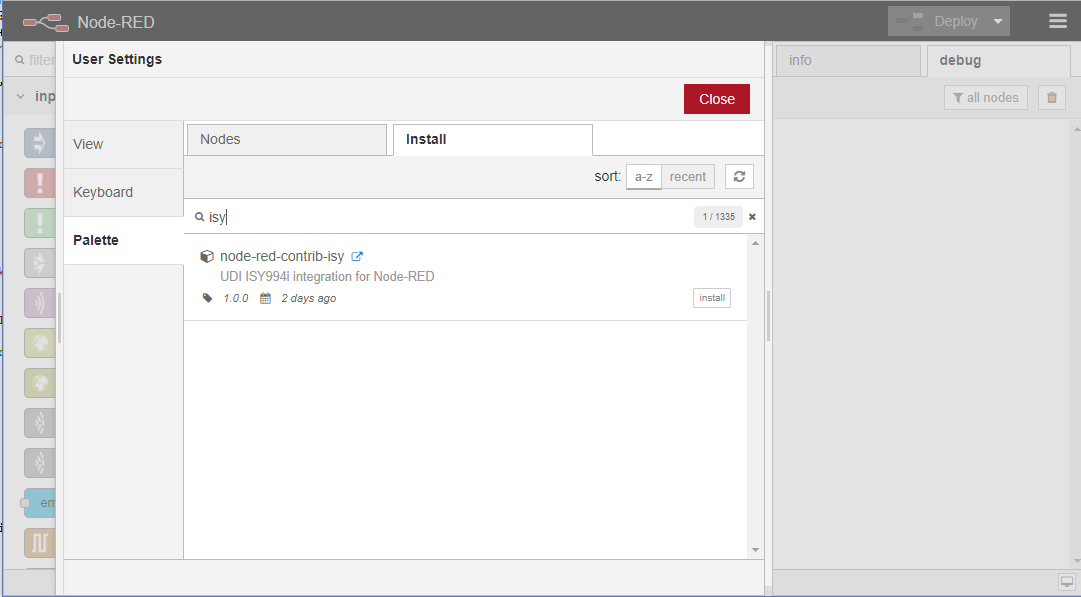 Node-RED
Deploy
filter
inp
em
User Settings
Close
View
Keyboard
Palette
Nodes
Install
sort: a-z recent
isy
1 / 1335
node-red-contrib-isy
UDI ISY994i integration for Node-RED
1.0.0 2 days ago
install
info
debug
all nodes